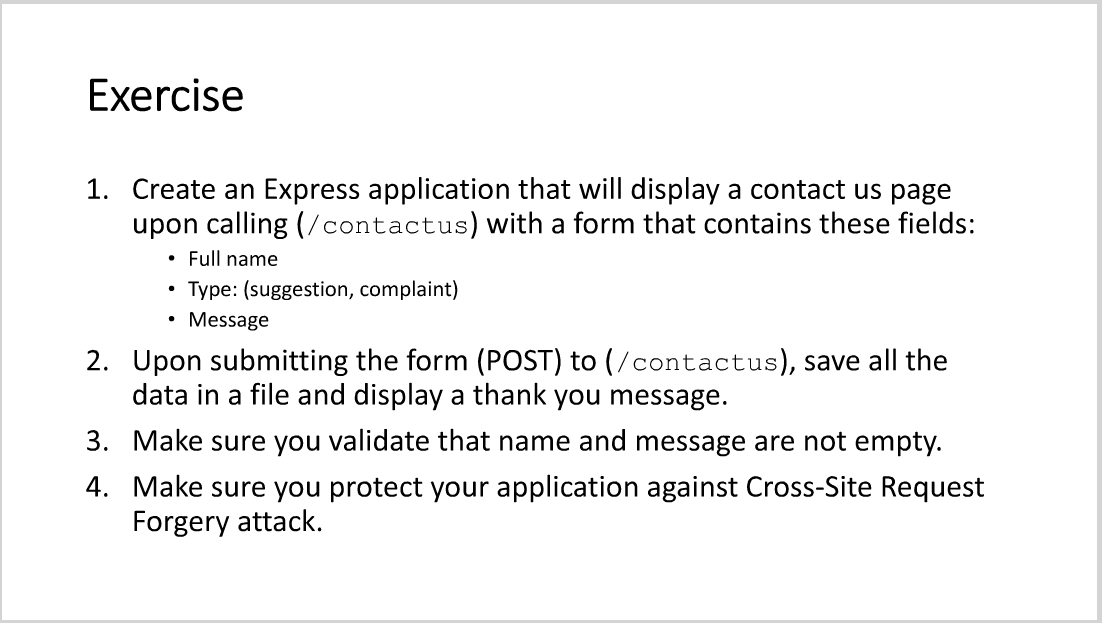 Exercise
1. Create an Express application that will display a contact us page
upon calling (/contactus) with a form that contains these fields:
• Full name
• Type: (suggestion, complaint)
• Message
2. Upon submitting the form (POST) to (/contactus), save all the
data in a file and display a thank you message.
3. Make sure you validate that name and message are not empty.
4. Make sure you protect your application against Cross-Site Request
Forgery attack.